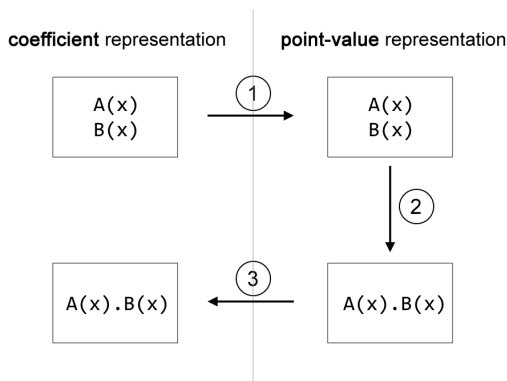 coefficient representation
point-value representation
A(x)
B(x)
1
A(x)
B(x)
2
A(x).B(x)
3
A(x).B(x)